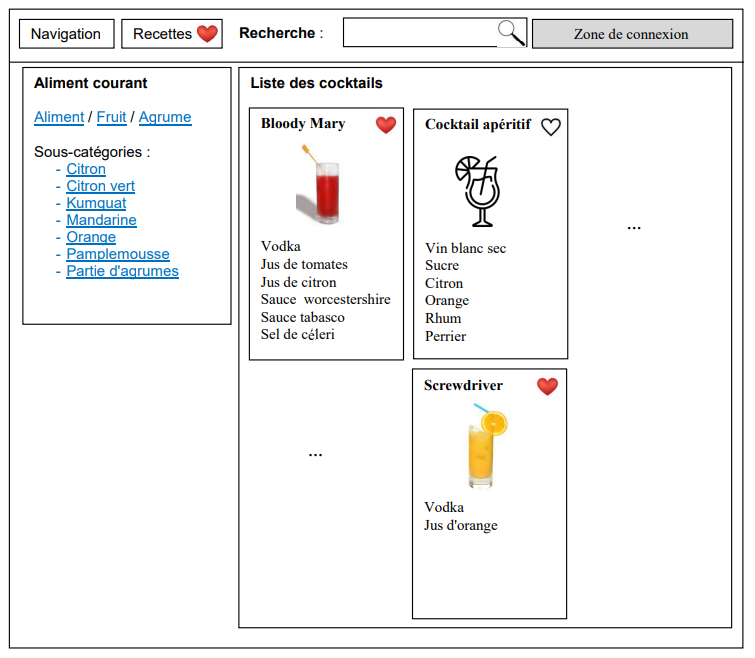 Navigation Recettes Recherche : Zone de connexion
Aliment courant
Aliment / Fruit / Agrume
Sous-catégories :
- Citron
- Citron vert
- Kumquat
- Mandarine
- Orange
- Pamplemousse
- Partie d'agrumes
Liste des cocktails
Bloody Mary
Vodka
Jus de tomates
Jus de citron
Sauce worcestershire
Sauce tabasco
Sel de céleri
Cocktail apéritif
Vin blanc sec
Sucre
Citron
Orange
Rhum
Perrier
...
...
Screwdriver
Vodka
Jus d'orange